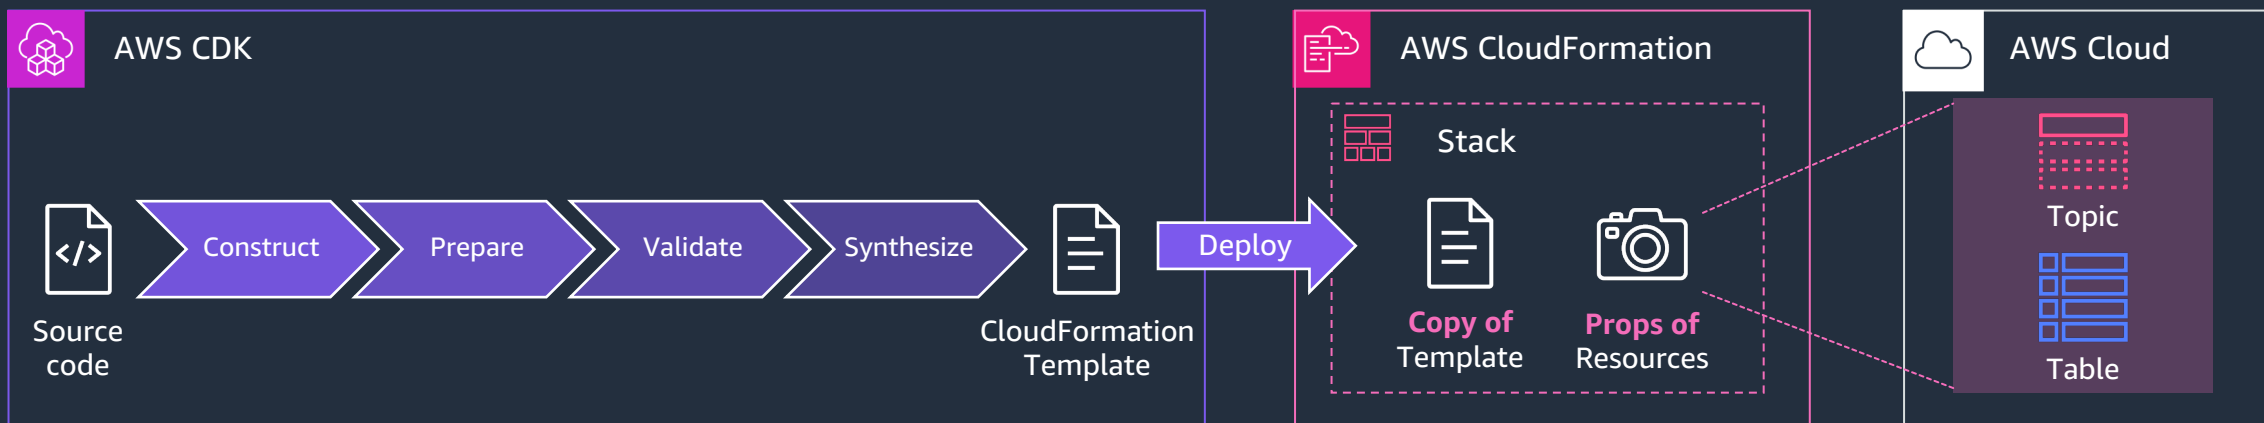 AWS CDK
</>
Source
code
Construct
Prepare
Validate
Synthesize
CloudFormation
Template
Deploy
AWS CloudFormation
Stack
Copy of
Template
Props of
Resources
AWS Cloud
Topic
Table